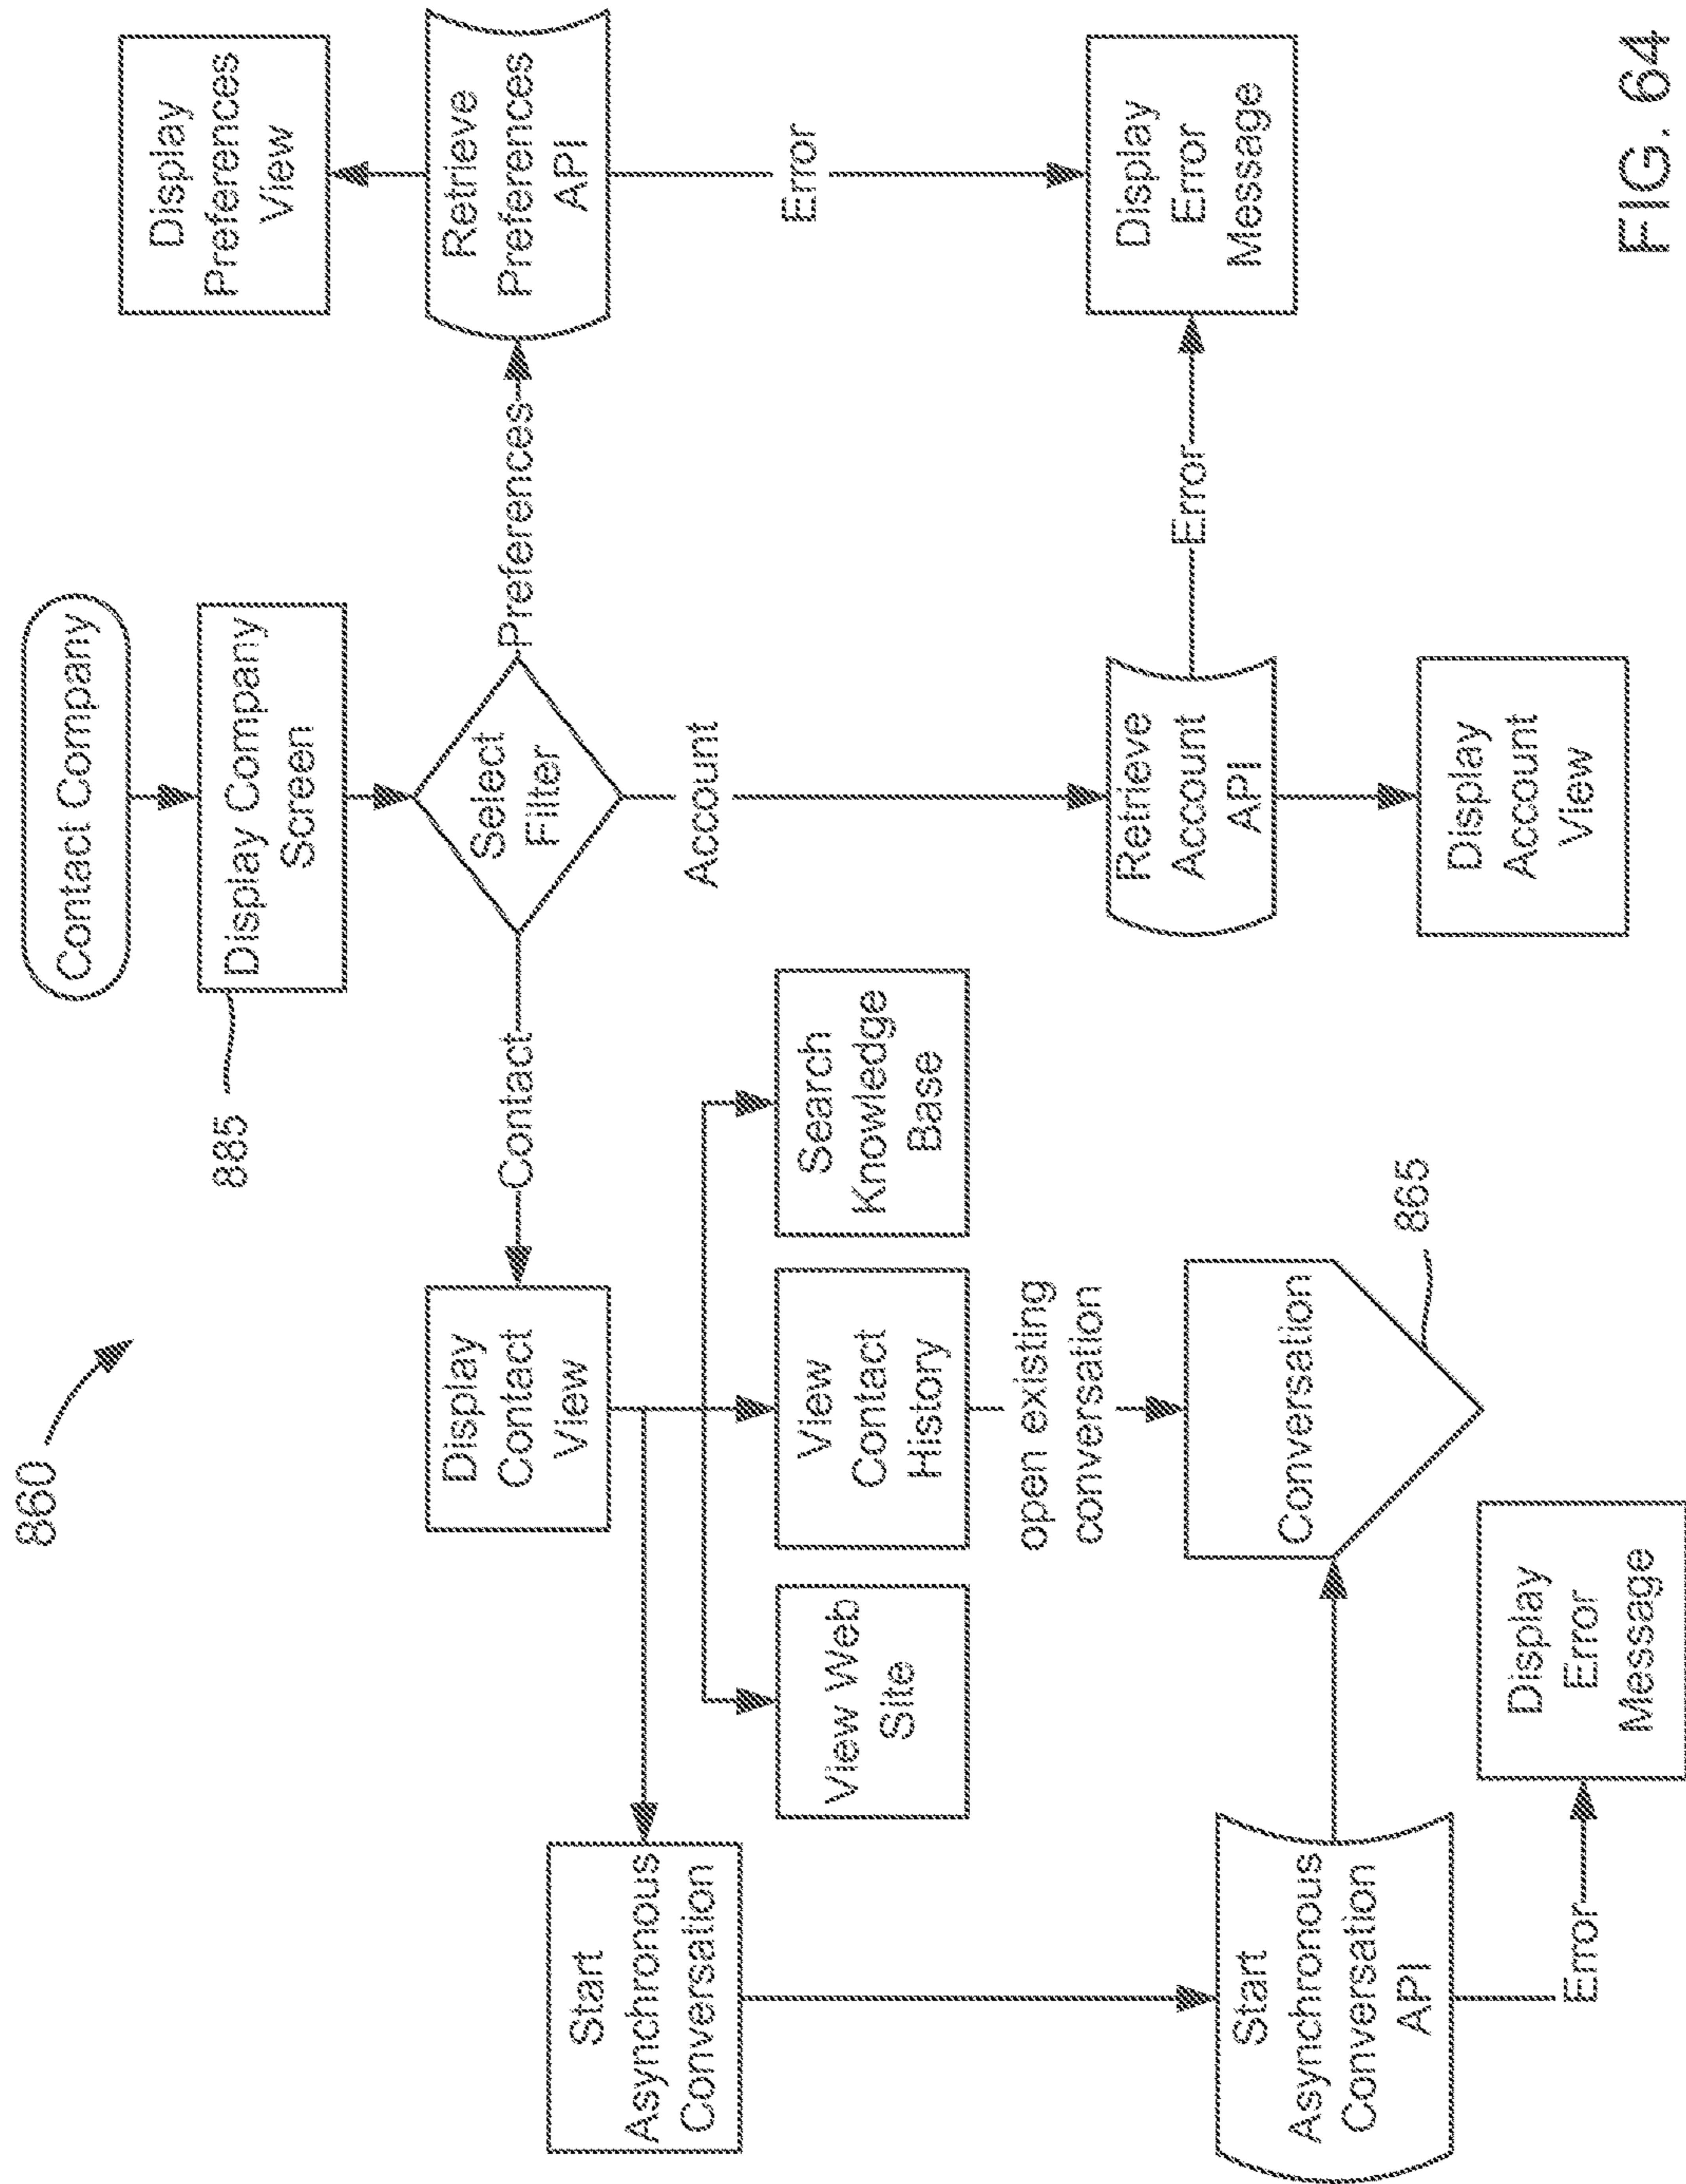 860
Contact Company
885
Display Company
Screen
Select
Filter
Contact
Preferences
Account
Display
Preferences
View
Retrieve
Preferences
API
Error
Display
Error
Message
Display
Contact
View
Start
Asynchronous
Conversation
View Web
Site
View
Contact
History
Search
Knowledge
Base
open existing
conversation
Conversation
865
Start
Asynchronous
Conversation
API
Error
Display
Error
Message
Retrieve
Account
API
Error
Display
Account
View
FIG. 64